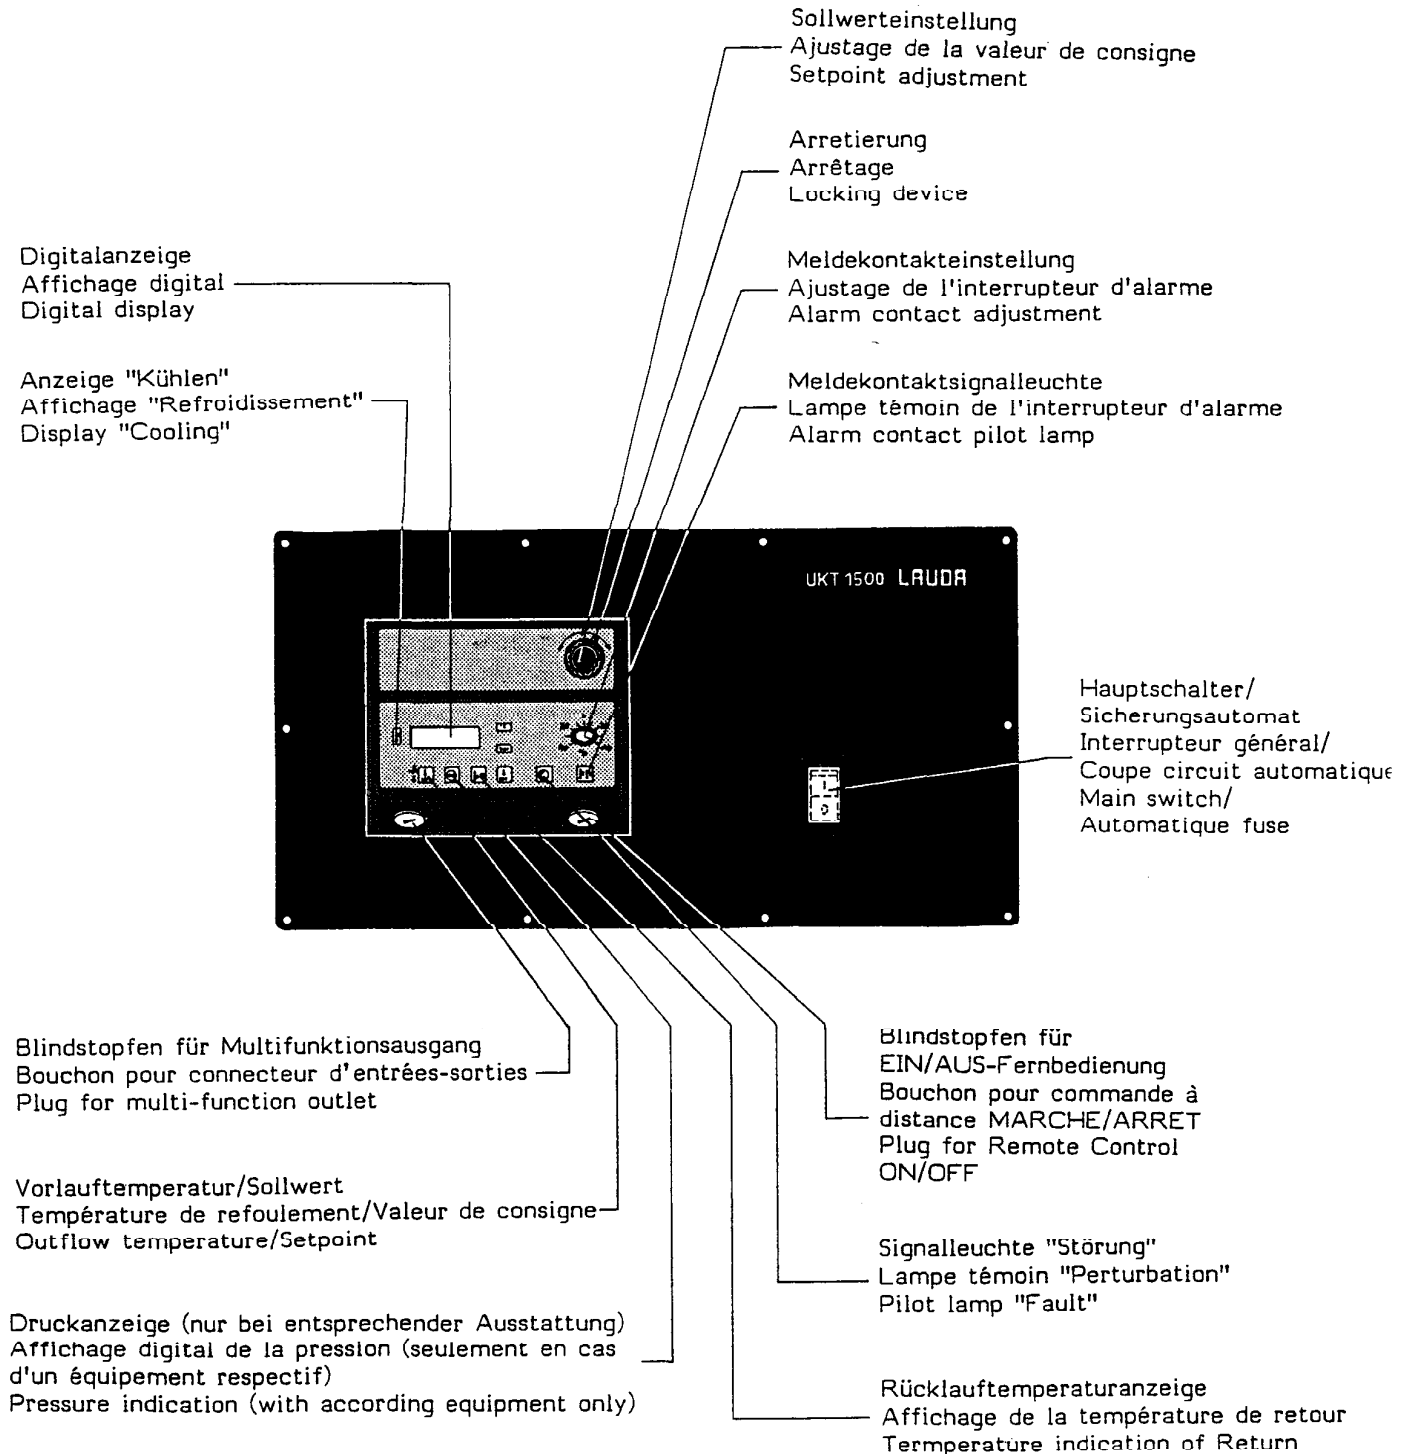 Sollwerteinstellung
Ajustage de la valeur de consigne
Setpoint adjustment
Arretierung
Arrêtage
Locking device
Digitalanzeige
Affichage digital
Digital display
Meldekontakteinstellung
Ajustage de l'interrupteur d'alarme
Alarm contact adjustment
Anzeige "Kühlen"
Affichage "Refroidissement"
Display "Cooling"
Meldekontaktsignalleuchte
Lampe témoin de l'interrupteur d'alarme
Alarm contact pilot lamp
UKT 1500 LAUDA
Hauptschalter/
Sicherungsautomat
Interrupteur général/
Coupe circuit automatique
Main switch/
Automatique fuse
I
0
Blindstopfen für Multifunktionsausgang
Bouchon pour connecteur d'entrées-sorties
Plug for multi-function outlet
Blindstopfen für
EIN/AUS-Fernbedienung
Bouchon pour commande à
distance MARCHE/ARRET
Plug for Remote Control
ON/OFF
Vorlauftemperatur/Sollwert
Température de refoulement/Valeur de consigne
Outflow temperature/Setpoint
Signalleuchte "Störung"
Lampe témoin "Perturbation"
Pilot lamp "Fault"
Druckanzeige (nur bei entsprechender Ausstattung)
Affichage digital de la pression (seulement en cas
d'un équipement respectif)
Pressure indication (with according equipment only)
Rücklauftemperaturanzeige
Affichage de la température de retour
Termperature indication of Return